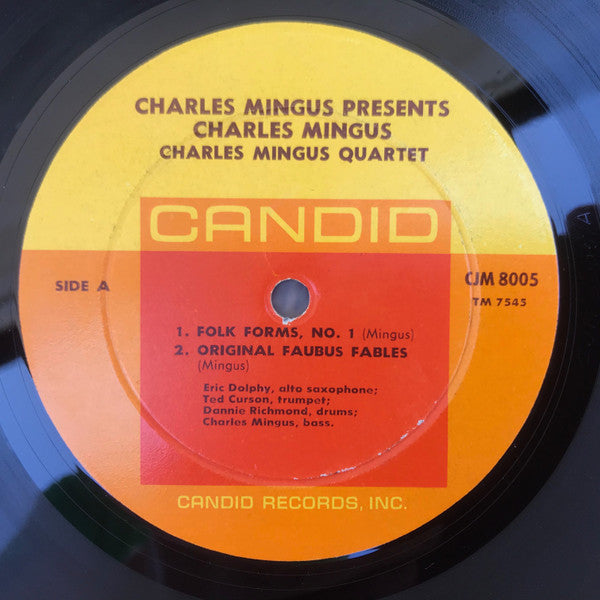 CHARLES MINGUS PRESENTS
CHARLES MINGUS
CHARLES MINGUS QUARTET
CANDID
SIDE A
CJM 8005
TM 7545
1. FOLK FORMS, NO. 1 (Mingus)
2. ORIGINAL FAUBUS FABLES
(Mingus)
Eric Dolphy, alto saxophone;
Ted Curson, trumpet;
Dannie Richmond, drums;
Charles Mingus, bass.
CANDID RECORDS, INC.
A